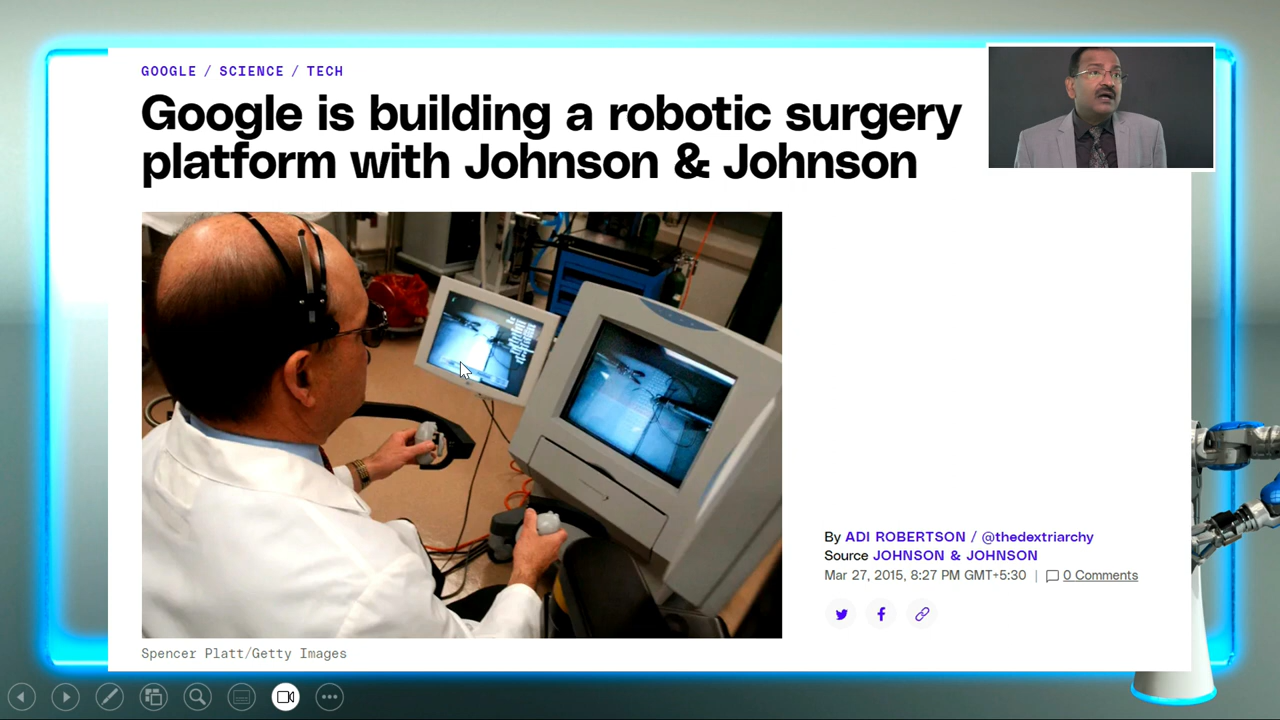 GOOGLE / SCIENCE / TECH
Google is building a robotic surgery
platform with Johnson & Johnson
By ADI ROBERTSON / @thedextriarchy
Source JOHNSON & JOHNSON
Mar 27, 2015, 8:27 PM GMT+5:30 | 0 Comments
Spencer Platt/Getty Images